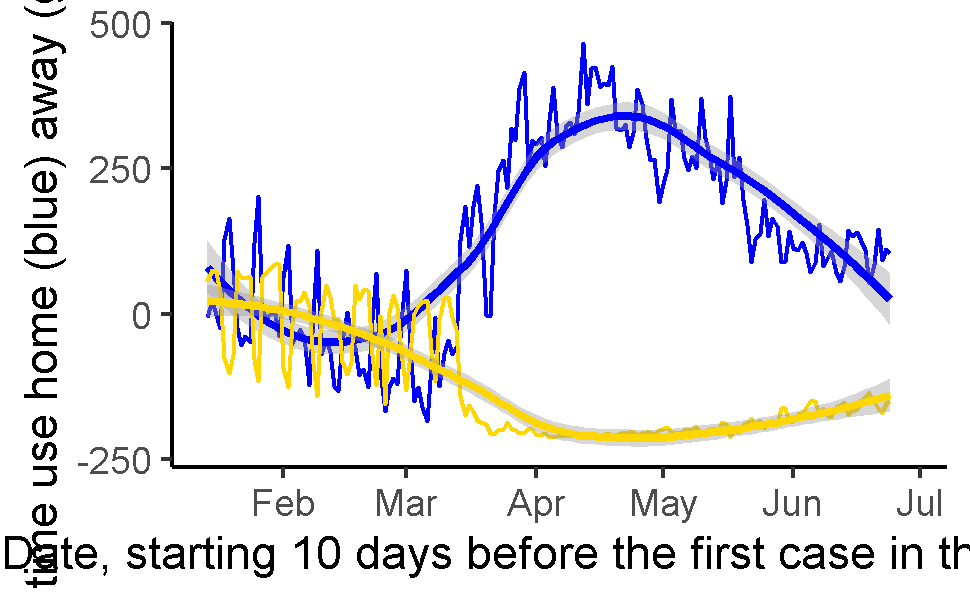 time use home (blue) away (
500
250
0
-250
Feb Mar Apr May Jun Jul
Date, starting 10 days before the first case in th